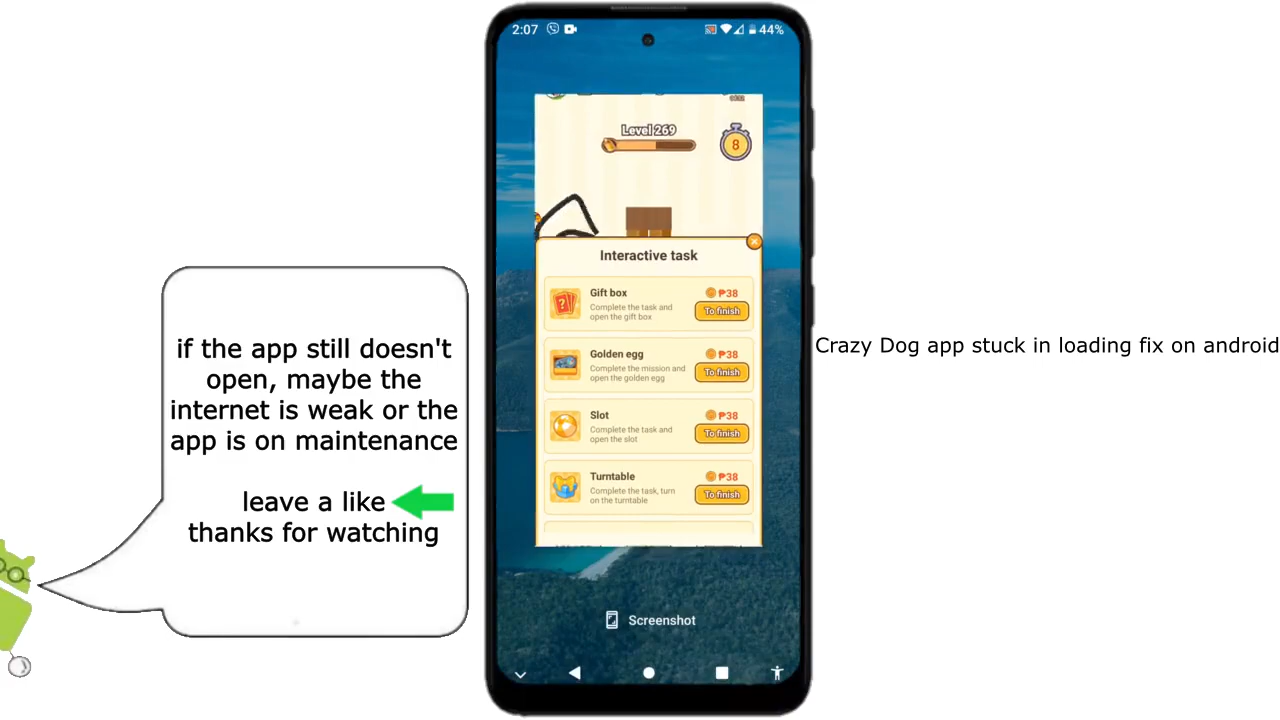 2:07
44%
Level 269
8
Interactive task
Gift box
Complete the task and
open the gift box
₱38
To finish
Golden egg
Complete the mission and
open the golden egg
₱38
To finish
Slot
Complete the task and
open the slot
₱38
To finish
Turntable
Complete the task, turn
on the turntable
₱38
To finish
Screenshot
if the app still doesn't
open, maybe the
internet is weak or the
app is on maintenance
leave a like
thanks for watching
Crazy Dog app stuck in loading fix on android